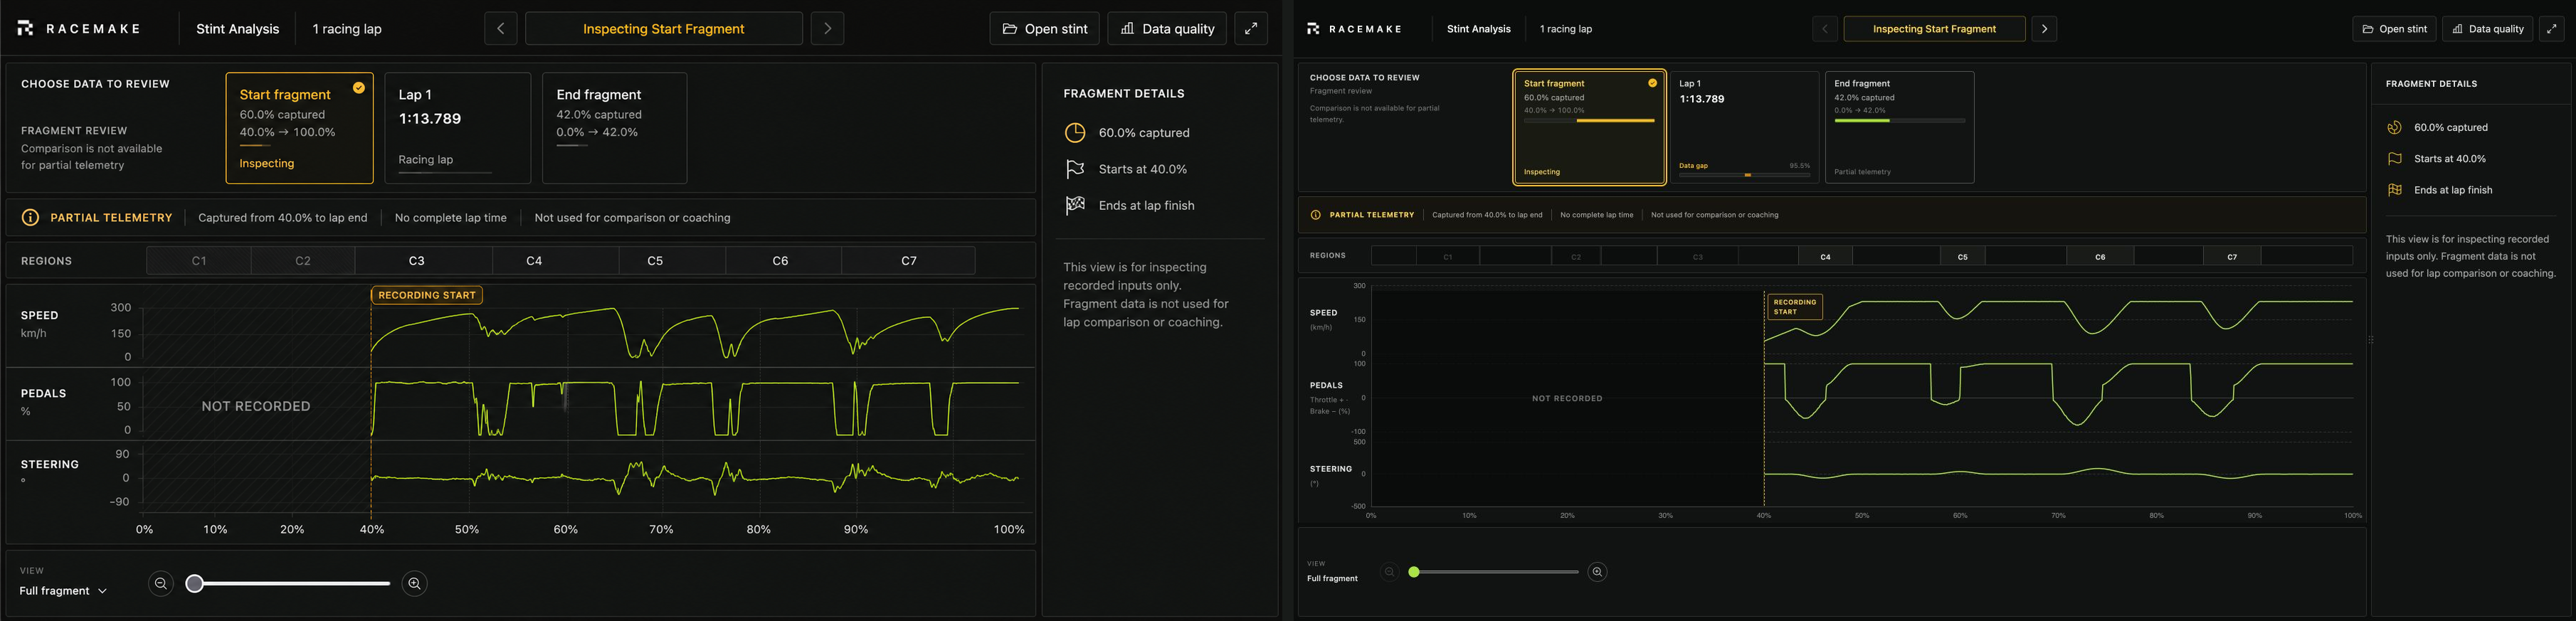 RACEMAKE
Stint Analysis
1 racing lap
Inspecting Start Fragment
Open stint
Data quality
CHOOSE DATA TO REVIEW
FRAGMENT REVIEW
Comparison is not available
for partial telemetry
Start fragment
60.0% captured
40.0% → 100.0%
Inspecting
Lap 1
1:13.789
Racing lap
End fragment
42.0% captured
0.0% → 42.0%
FRAGMENT DETAILS
60.0% captured
Starts at 40.0%
Ends at lap finish
This view is for inspecting
recorded inputs only.
Fragment data is not used for
lap comparison or coaching.
PARTIAL TELEMETRY
Captured from 40.0% to lap end
No complete lap time
Not used for comparison or coaching
REGIONS
C1
C2
C3
C4
C5
C6
C7
RECORDING START
SPEED
km/h
300
150
0
PEDALS
%
100
50
0
NOT RECORDED
STEERING
°
90
0
-90
0%
10%
20%
40%
50%
60%
70%
80%
90%
100%
VIEW
Full fragment
RACEMAKE
Stint Analysis
1 racing lap
Inspecting Start Fragment
Open stint
Data quality
CHOOSE DATA TO REVIEW
Fragment review
Comparison is not available for partial
telemetry.
Start fragment
60.0% captured
40.0% → 100.0%
Inspecting
Lap 1
1:13.789
Data gap
95.5%
End fragment
42.0% captured
0.0% → 42.0%
Partial telemetry
FRAGMENT DETAILS
60.0% captured
Starts at 40.0%
Ends at lap finish
This view is for inspecting recorded
inputs only. Fragment data is not
used for lap comparison or coaching.
PARTIAL TELEMETRY
Captured from 40.0% to lap end
No complete lap time
Not used for comparison or coaching
REGIONS
C1
C2
C3
C4
C5
C6
C7
RECORDING
START
SPEED
(km/h)
300
150
0
PEDALS
Throttle + ·
Brake − (%)
100
0
-100
NOT RECORDED
STEERING
(°)
500
0
-500
0%
10%
20%
30%
40%
50%
60%
70%
80%
90%
100%
VIEW
Full fragment